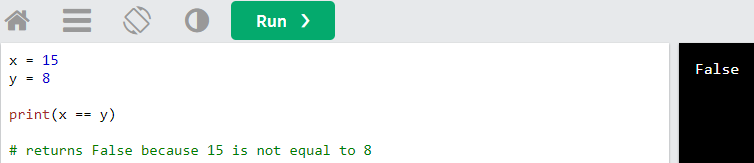 Run ❯
x = 15
y = 8
print(x == y)
# returns False because 15 is not equal to 8
False